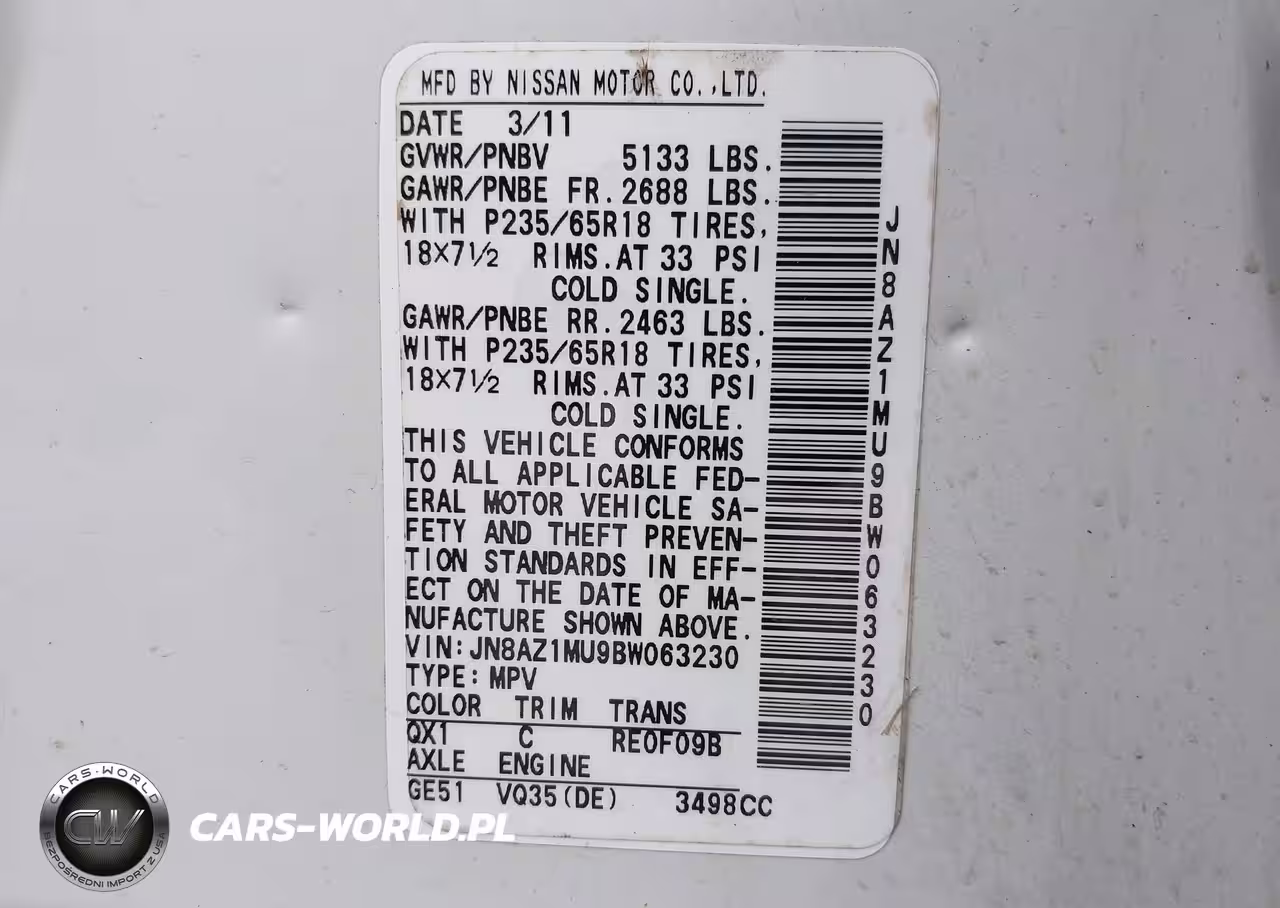 MFD BY NISSAN MOTOR CO.,LTD.
DATE 3/11
GVWR/PNBV 5133 LBS.
GAWR/PNBE FR.2688 LBS.
WITH P235/65R18 TIRES,
18×7½ RIMS.AT 33 PSI
COLD SINGLE.
GAWR/PNBE RR.2463 LBS.
WITH P235/65R18 TIRES,
18×7½ RIMS.AT 33 PSI
COLD SINGLE.
THIS VEHICLE CONFORMS
TO ALL APPLICABLE FED-
ERAL MOTOR VEHICLE SA-
FETY AND THEFT PREVEN-
TION STANDARDS IN EFF-
ECT ON THE DATE OF MA-
NUFACTURE SHOWN ABOVE.
VIN:JN8AZ1MU9BW063230
TYPE:MPV
COLOR TRIM TRANS
QX1 C RE0F09B
AXLE ENGINE
GE51 VQ35(DE) 3498CC
JN8AZ1MU9BW063230
CARS-WORLD
CW
BEZPOŚREDNI IMPORT Z USA
CARS-WORLD.PL